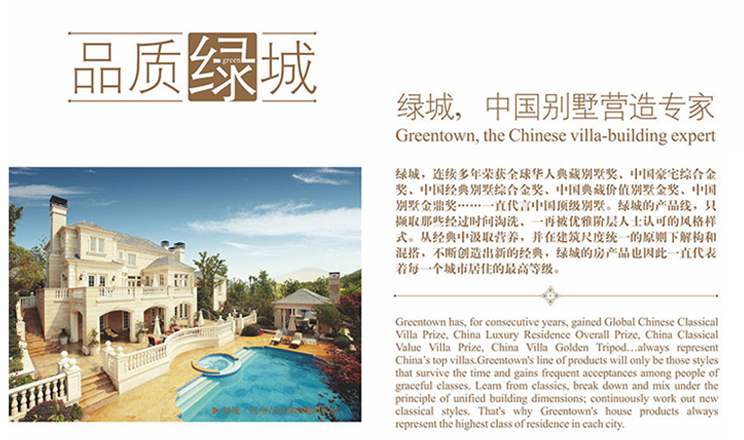 品质绿城
green
绿城，中国别墅营造专家
Greentown, the Chinese villa-building expert
绿城，连续多年荣获全球华人典藏别墅奖、中国豪宅综合金
奖、中国经典别墅综合金奖、中国典藏价值别墅金奖、中国
别墅金鼎奖……一直代言中国顶级别墅。绿城的产品线，只
撷取那些经过时间淘洗、一再被优雅阶层人士认可的风格样
式。从经典中汲取营养，并在建筑尺度统一的原则下解构和
混搭，不断创造出新的经典，绿城的房产品也因此一直代表
着每一个城市居住的最高等级。
Greentown has, for consecutive years, gained Global Chinese Classical
Villa Prize, China Luxury Residence Overall Prize, China Classical
Value Villa Prize, China Villa Golden Tripod…always represent
China's top villas.Greentown's line of products will only be those styles
that survive the time and gains frequent acceptances among people of
graceful classes. Learn from classics, break down and mix under the
principle of unified building dimensions; continuously work out new
classical styles. That's why Greentown's house products always
represent the highest class of residence in each city.